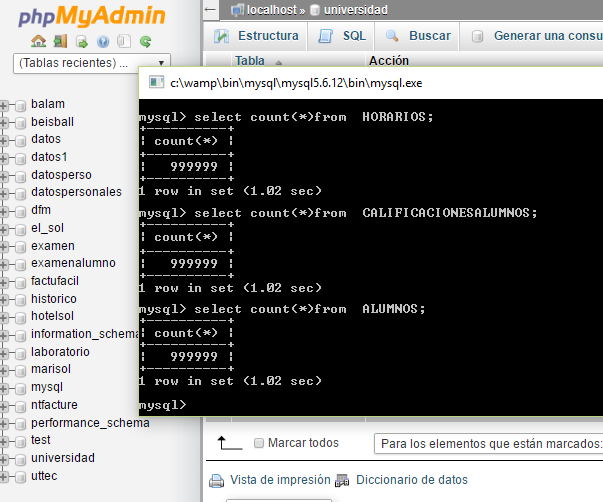 phpMyAdmin
(Tablas recientes) ...
balam
beisball
datos
datos1
datosperso
datospersonales
dfm
el_sol
examen
examenalumno
factufacil
historico
hotelsol
information_schema
laboratorio
marisol
mysql
ntfacture
performance_schema
test
universidad
uttec
localhost » universidad
Estructura SQL Buscar Generar una consu
Tabla Acción
c:\wamp\bin\mysql\mysql5.6.12\bin\mysql.exe
mysql> select count(*)from  HORARIOS;
+----------+
¦ count(*) ¦
+----------+
¦   999999 ¦
+----------+
1 row in set (1.02 sec)
mysql> select count(*)from  CALIFICACIONESALUMNOS;
+----------+
¦ count(*) ¦
+----------+
¦   999999 ¦
+----------+
1 row in set (1.02 sec)
mysql> select count(*)from  ALUMNOS;
+----------+
¦ count(*) ¦
+----------+
¦   999999 ¦
+----------+
1 row in set (1.02 sec)
mysql>
Marcar todos Para los elementos que están marcados:
Vista de impresión Diccionario de datos